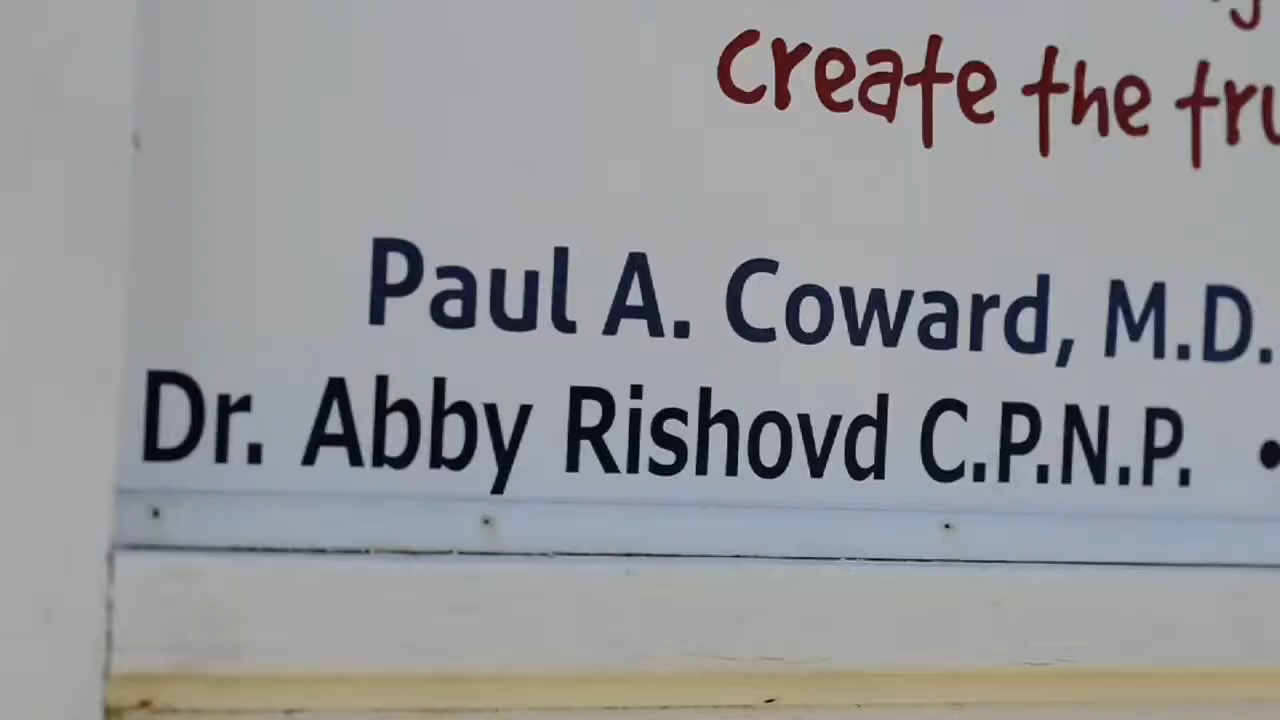 create the
Paul A. Coward, M.D.
Dr. Abby Rishovd C.P.N.P. •